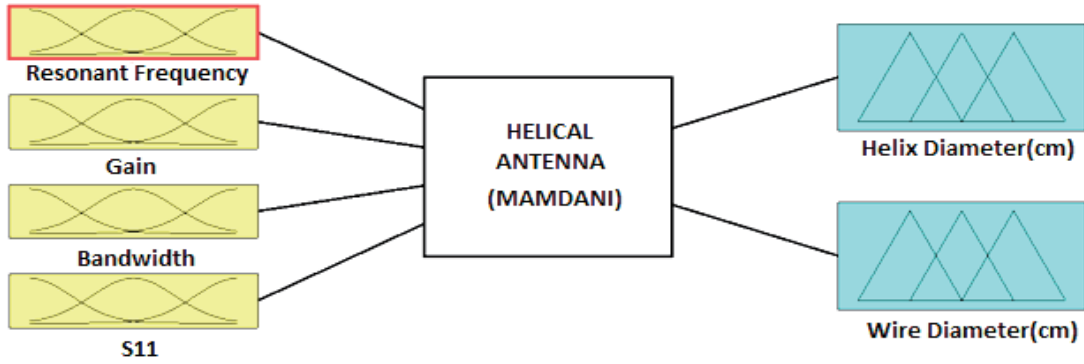 Resonant Frequency
Gain
Bandwidth
S11
HELICAL
ANTENNA
(MAMDANI)
Helix Diameter(cm)
Wire Diameter(cm)